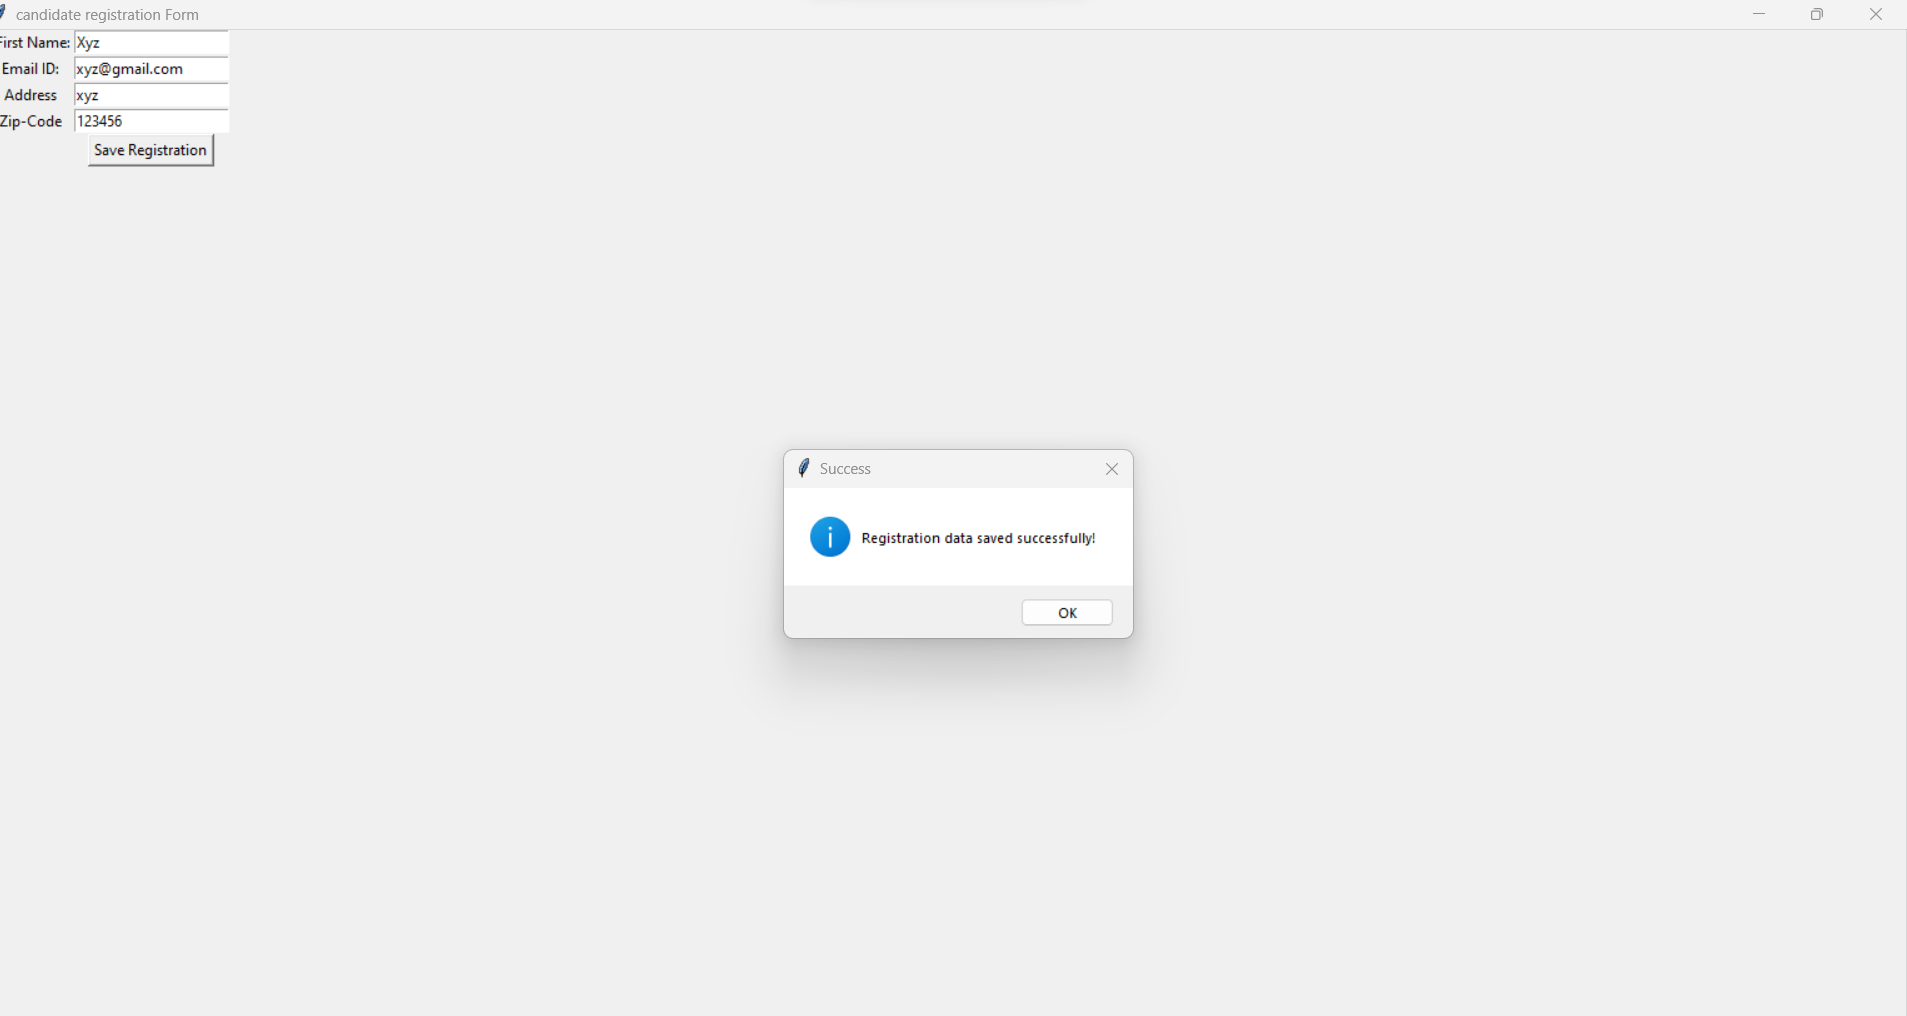 candidate registration Form
First Name: Xyz
Email ID: xyz@gmail.com
Address xyz
Zip-Code 123456
Save Registration
Success
Registration data saved successfully!
OK